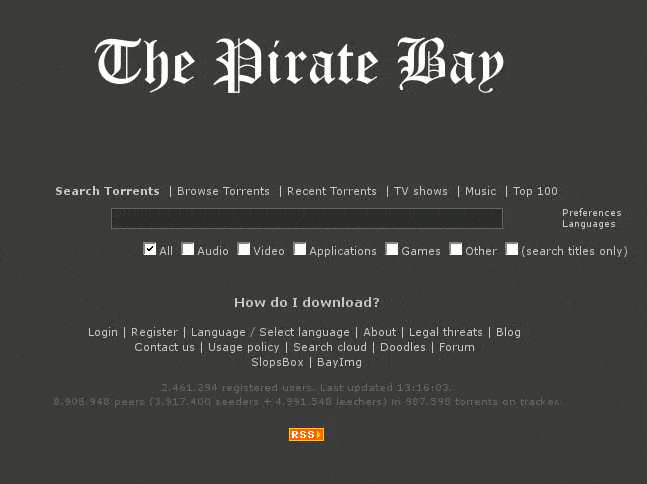 The Pirate Bay
Search Torrents | Browse Torrents | Recent Torrents | TV shows | Music | Top 100
Preferences
Languages
All Audio Video Applications Games Other (search titles only)
How do I download?
Login | Register | Language / Select language | About | Legal threats | Blog
Contact us | Usage policy | Search cloud | Doodles | Forum
SlopsBox | BayImg
2.461.294 registered users. Last updated 13:16:03.
8.908.948 peers (3.917.400 seeders + 4.991.548 leechers) in 987.598 torrents on tracker.
RSS